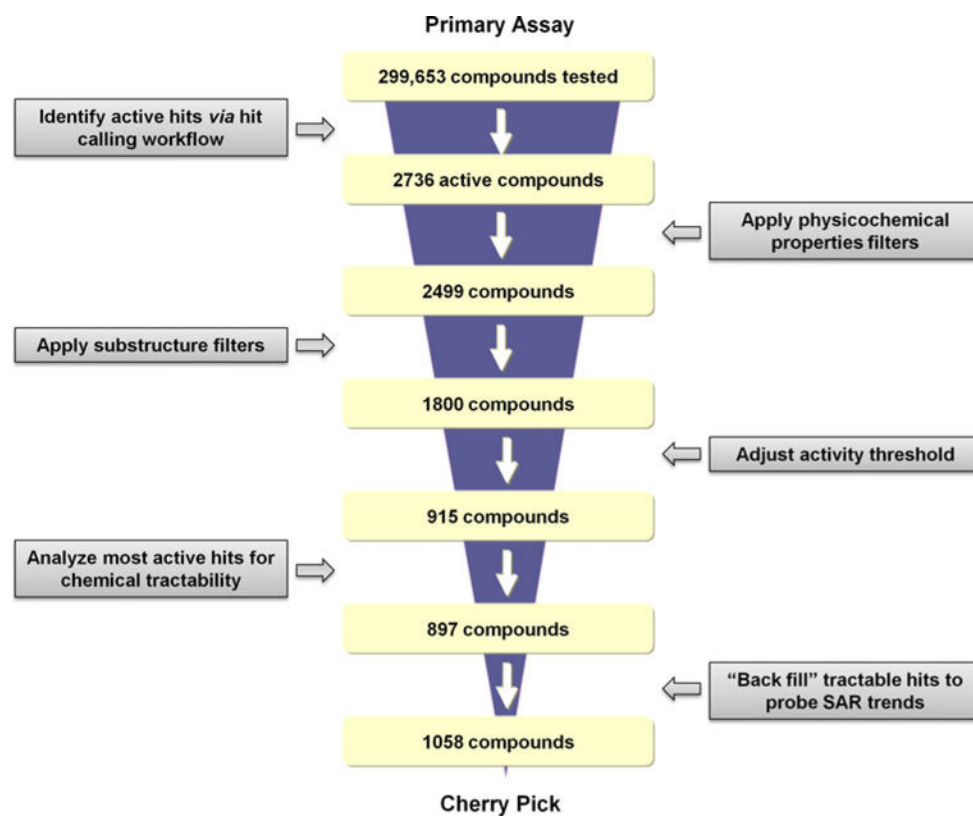 Primary Assay
299,653 compounds tested
Identify active hits via hit
calling workflow
2736 active compounds
Apply physicochemical
properties filters
2499 compounds
Apply substructure filters
1800 compounds
Adjust activity threshold
915 compounds
Analyze most active hits for
chemical tractability
897 compounds
“Back fill” tractable hits to
probe SAR trends
1058 compounds
Cherry Pick